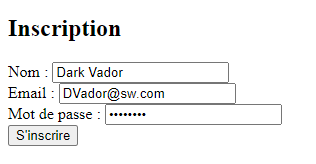 Inscription
Nom : Dark Vador
Email : DVador@sw.com
Mot de passe : ••••••••
S'inscrire